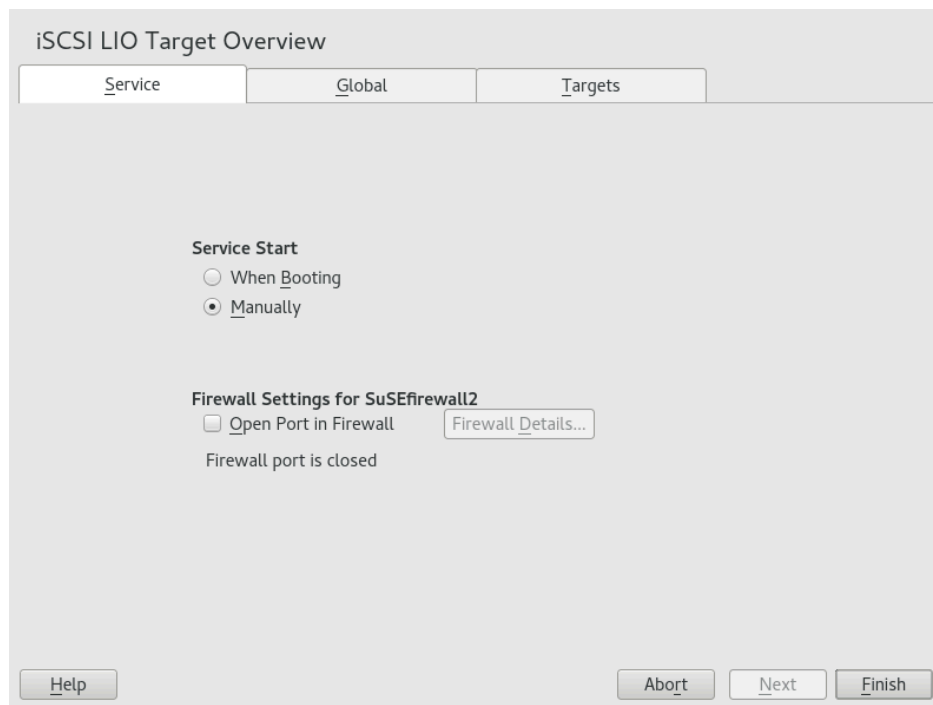 iSCSI LIO Target Overview
Service Global Targets
Service Start
When Booting
Manually
Firewall Settings for SuSEfirewall2
Open Port in Firewall Firewall Details...
Firewall port is closed
Help Abort Next Finish